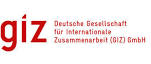 giz
Deutsche Gesellschaft
für Internationale
Zusammenarbeit (GIZ) GmbH